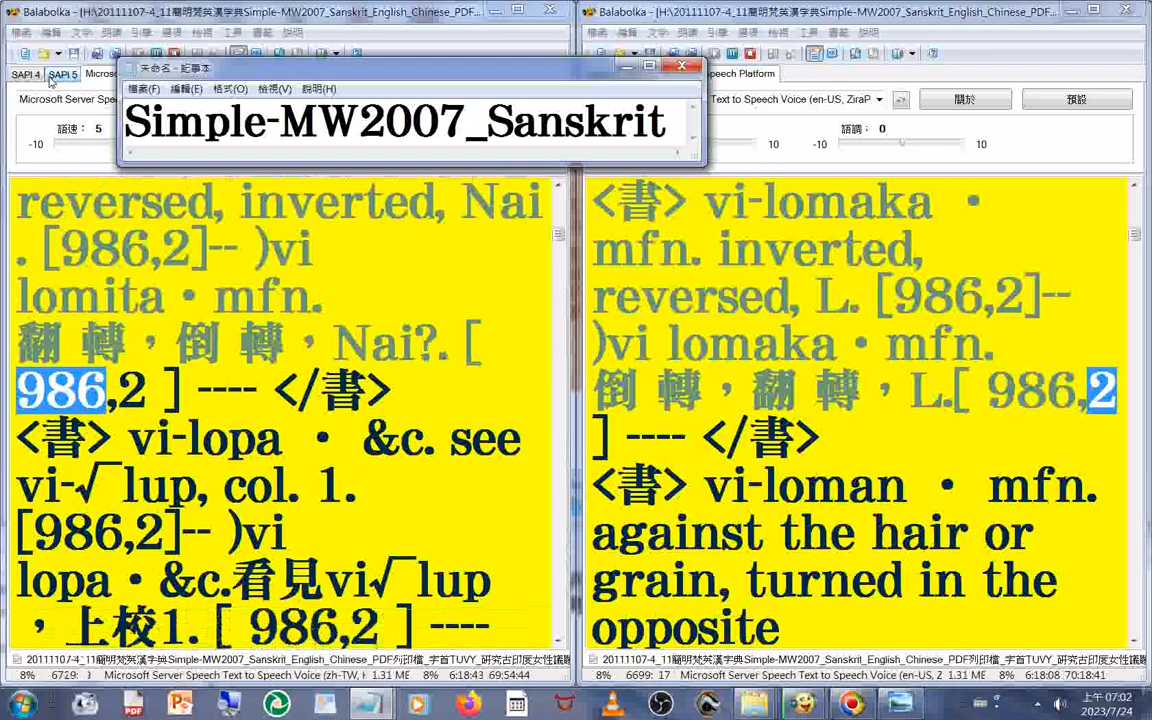 Balabolka - [H:\20111107-4_11簡明梵英漢字典Simple-MW2007_Sanskrit_English_Chinese_PDF...
Balabolka - [H:\20111107-4_11簡明梵英漢字典Simple-MW2007_Sanskrit_English_Chinese_PDF...
未命名 - 記事本
檔案(F) 編輯(E) 格式(O) 檢視(V) 說明(H)
Simple-MW2007_Sanskrit
SAPI 4 SAPI 5
Speech Platform
Microsoft Server Spe
Text to Speech Voice (en-US, ZiraP
關於 預設
語速： 5
-10
10
語調： 0
-10 10
reversed, inverted, Nai
. [986,2]-- )vi
lomita • mfn.
翻 轉，倒 轉，Nai?. [
986,2 ] ---- </書>
<書> vi-lopa • &c. see
vi-√ lup, col. 1.
[986,2]-- )vi
lopa • &c.看見vi√ lup
，上校1. [ 986,2 ] ----
<書> vi-lomaka •
mfn. inverted,
reversed, L. [986,2]--
)vi lomaka • mfn.
倒 轉，翻 轉，L.[ 986,2
] ---- </書>
<書> vi-loman • mfn.
against the hair or
grain, turned in the
opposite
20111107-4_11簡明梵英漢字典Simple-MW2007_Sanskrit_English_Chinese_PDF列印檔_字首TUVY_研究古印度女性議題
8% 6729: Microsoft Server Speech Text to Speech Voice (zh-TW, 1.31 MB 8% 6:18:43 69:54:44
20111107-4_11簡明梵英漢字典Simple-MW2007_Sanskrit_English_Chinese_PDF列印檔_字首TUVY_研究古印度女性議
8% 6699: 17 Microsoft Server Speech Text to Speech Voice (en-US, 1.31 MB 8% 6:18:08 70:18:41
上午 07:02
2023/7/24